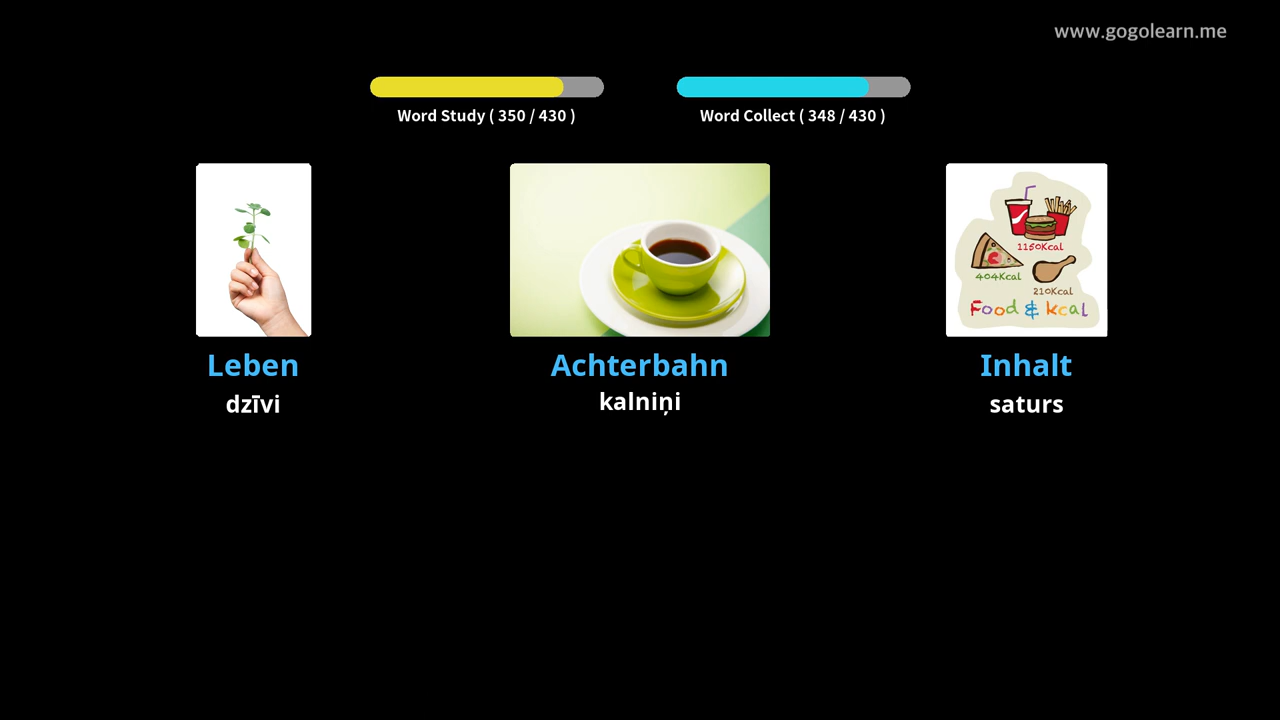 www.gogolearn.me
Word Study ( 350 / 430 )
Word Collect ( 348 / 430 )
1150Kcal
404Kcal
210Kcal
Food & kcal
Leben
Achterbahn
Inhalt
dzīvi
kalniņi
saturs